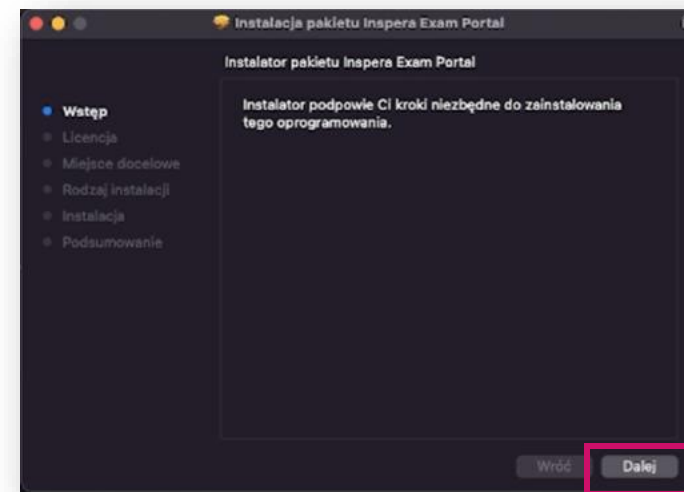 Instalacja pakietu Inspera Exam Portal
Instalator pakietu Inspera Exam Portal
Wstęp
Licencja
Miejsce docelowe
Rodzaj instalacji
Instalacja
Podsumowanie
Instalator podpowie Ci kroki niezbędne do zainstalowania
tego oprogramowania.
Wróć
Dalej